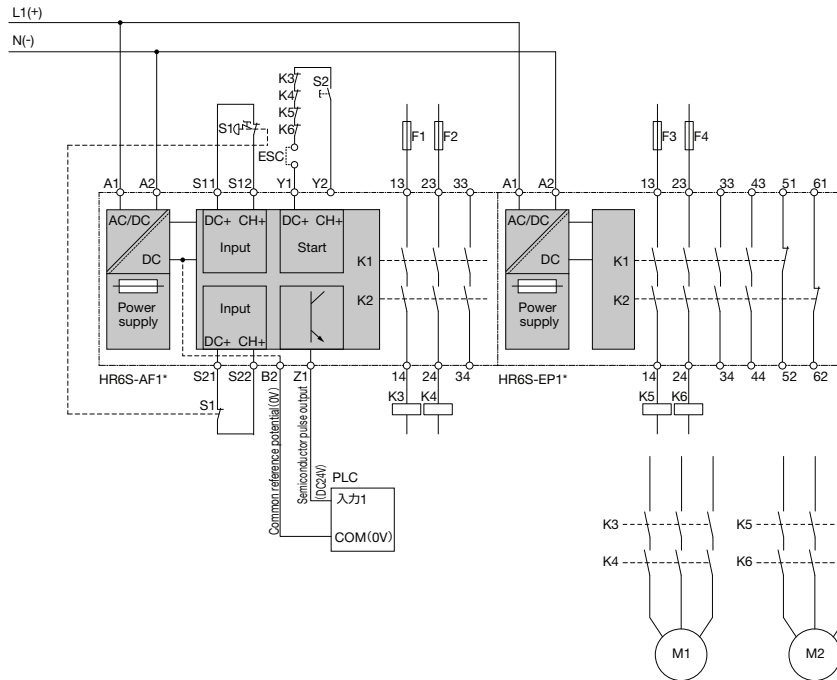 L1(+)
N(-)
K3
K4
K5
K6
S2
S1
ESC
F1
F2
F3
F4
A1
A2
S11
S12
Y1
Y2
13
23
33
A1
A2
13
23
33
43
51
61
AC/DC
DC
Power
supply
DC+ CH+
Input
DC+ CH+
Start
Input
DC+ CH+
K1
K2
AC/DC
DC
Power
supply
K1
K2
HR6S-AF1*
S21
S22
B2
Z1
14
24
34
HR6S-EP1*
14
24
34
44
52
62
S1
K3
K4
K5
K6
Common reference potential(0V)
Semiconductor pulse output
(DC24V)
PLC
入力1
COM(0V)
K3
K4
K5
K6
M1
M2